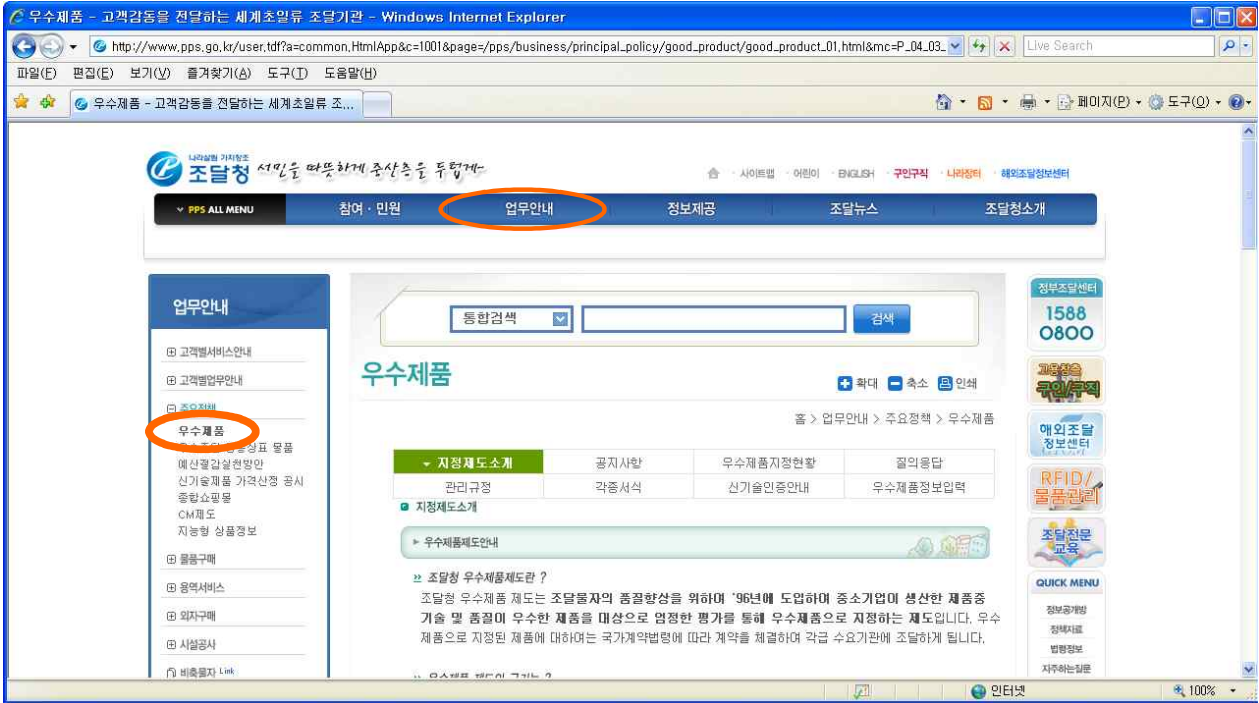 우수제품 - 고객감동을 전달하는 세계초일류 조달기관 - Windows Internet Explorer
http://www.pps.go.kr/user.tdf?a=common.HtmlApp&c=1001&page=/pps/business/principal_policy/good_product/good_product_01.html&mc=P_04_03_
Live Search
파일(F) 편집(E) 보기(V) 즐겨찾기(A) 도구(T) 도움말(H)
우수제품 - 고객감동을 전달하는 세계초일류 조...
페이지(P) 도구(O)
나라살림 가치창조
조달청 서민을 따뜻하게 중산층을 두텁게
사이트맵 · 어린이 · ENGLISH · 구인구직 · 나라장터 · 해외조달정보센터
PPS ALL MENU 참여 · 민원 업무안내 정보제공 조달뉴스 조달청소개
업무안내
고객별서비스안내
고객별업무안내
주요정책
우수제품
물품
예산절감실천방안
신기술제품 가격산정 공시
종합쇼핑몰
CM제도
지능형 상품정보
물품구매
용역서비스
외자구매
시설공사
비축물자 Link
통합검색 검색
우수제품
확대 축소 인쇄
홈 > 업무안내 > 주요정책 > 우수제품
지정제도소개 공지사항 우수제품지정현황 질의응답
관리규정 각종서식 신기술인증안내 우수제품정보입력
지정제도소개
우수제품제도안내
조달청 우수제품제도란 ?
조달청 우수제품 제도는 조달물자의 품질향상을 위하여 '96년에 도입하여 중소기업이 생산한 제품중
기술 및 품질이 우수한 제품을 대상으로 엄정한 평가를 통해 우수제품으로 지정하는 제도입니다. 우수
제품으로 지정된 제품에 대하여는 국가계약법령에 따라 계약을 체결하여 각급 수요기관에 조달하게 됩니다.
정부조달센터
1588
0800
구인/구직
해외조달
정보센터
RFID/
물품관리
조달전문
교육
QUICK MENU
정보공개방
정책자료
법령정보
자주하는질문
인터넷
100%